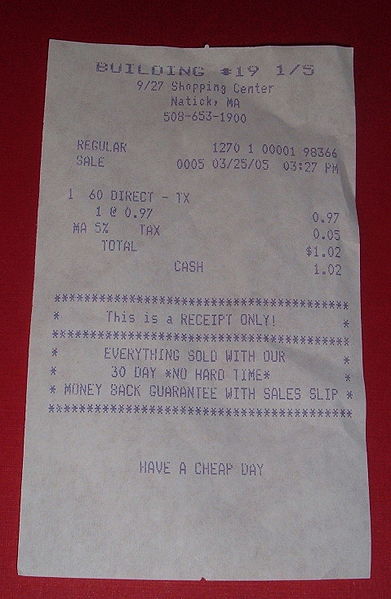 BUILDING #19 1/5
9/27 Shopping Center
Natick, MA
508-653-1900
REGULAR 1270 1 00001 98366
SALE 0005 03/25/05 03:27 PM
1 60 DIRECT - TX
1 @ 0.97 0.97
MA 5% TAX 0.05
TOTAL $1.02
CASH 1.02
***************************************
* This is a RECEIPT ONLY! *
***************************************
* EVERYTHING SOLD WITH OUR *
* 30 DAY *NO HARD TIME* *
* MONEY BACK GUARANTEE WITH SALES SLIP *
***************************************
HAVE A CHEAP DAY